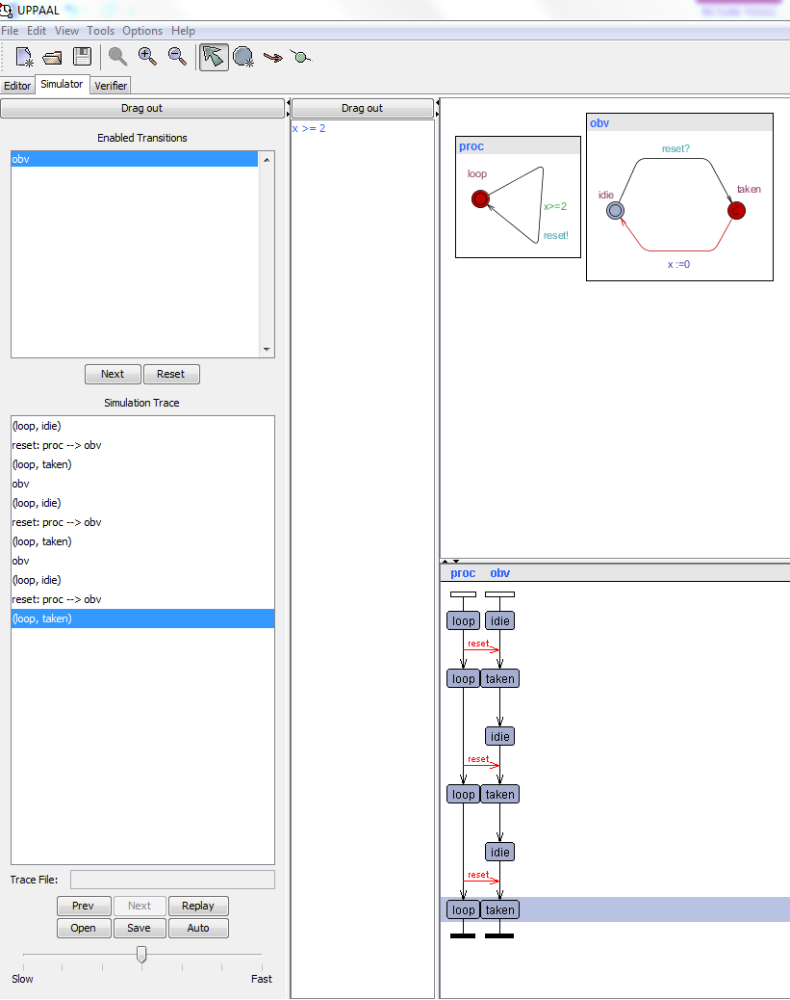 UPPAAL
File Edit View Tools Options Help
Editor Simulator Verifier
Drag out
Enabled Transitions
obv
Next Reset
Simulation Trace
(loop, idie)
reset: proc --> obv
(loop, taken)
obv
(loop, idie)
reset: proc --> obv
(loop, taken)
obv
(loop, idie)
reset: proc --> obv
(loop, taken)
Trace File:
Prev Next Replay
Open Save Auto
Slow Fast
Drag out
x >= 2
proc
loop
x>=2
reset!
obv
reset?
idie
taken
C
x :=0
proc obv
loop idie
reset
loop taken
idie
reset
loop taken
idie
reset
loop taken